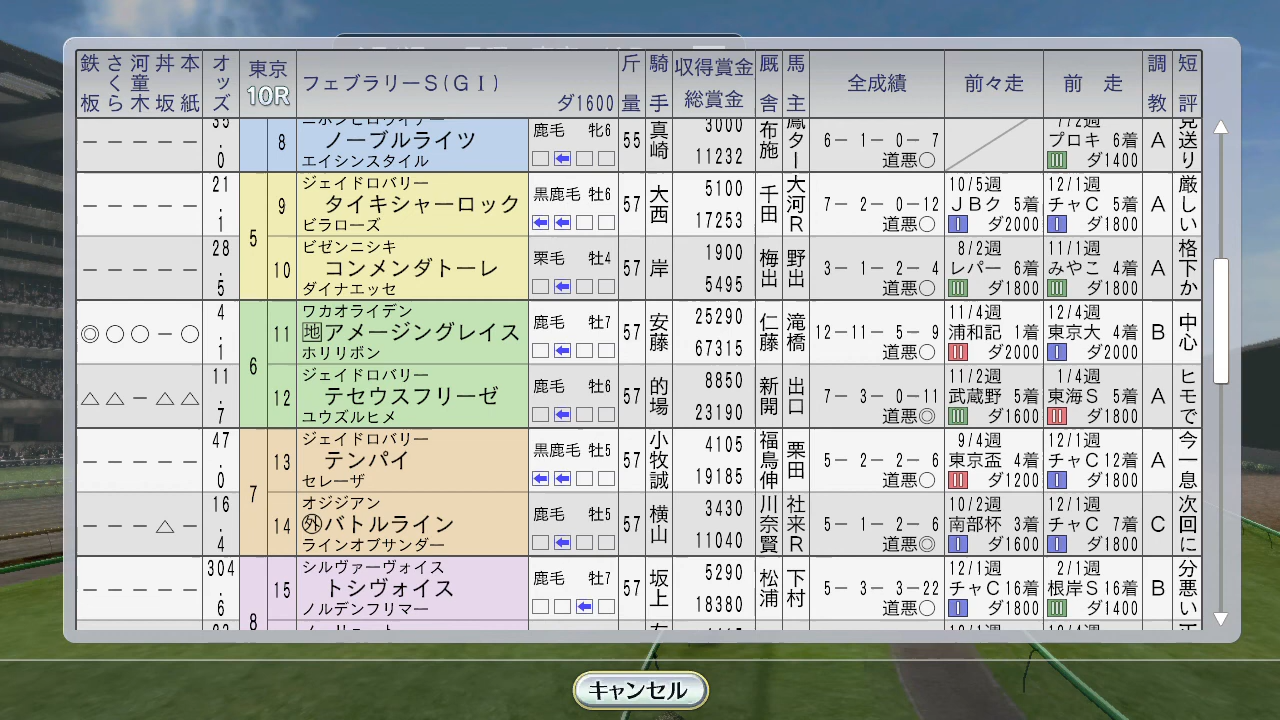 鉄板 さくら 河童木 丼坂 本紙 オッズ 東京10R フェブラリーS(GⅠ) ダ1600 斤量 騎手 収得賞金 総賞金 厩舎 馬主 全成績 前々走 前 走 調教 短評
－－－－－ .0 8 ノーブルライツ 鹿毛 牝6 55 真崎 3000 布施 6－ 1－ 0－ 7 プロキ 6着 A 見送り
エイシンスタイル 11232 道悪○ Ⅲ ダ1400
－－－－－ 21.1 5 9 ジェイドロバリー 黒鹿毛 牡6 57 大西 5100 千田 大河R 10/5週 12/1週 A 厳しい
タイキシャーロック 7－ 2－ 0－12 JBク 5着 チャC 5着
ビラローズ 17253 道悪○ Ⅰ ダ2000 Ⅰ ダ1800
－－－－－ 28.5 10 ビゼンニシキ 栗毛 牡4 57 岸 1900 梅出 野出 8/2週 11/1週 A 格下か
コンメンダトーレ 3－ 1－ 2－ 4 レパー 6着 みやこ 4着
ダイナエッセ 5495 道悪○ Ⅲ ダ1800 Ⅲ ダ1800
◎○○－○ 4.1 6 11 ワカオライデン 鹿毛 牡7 57 安藤 25290 仁藤 滝橋 11/4週 12/4週 B 中心
地アメージングレイス 12－11－ 5－ 9 浦和記 1着 東京大 4着
ホリリボン 67315 道悪○ Ⅱ ダ2000 Ⅰ ダ2000
△△－△△ 11.7 12 ジェイドロバリー 鹿毛 牡6 57 的場 8850 新開 出口 11/2週 1/4週 A ヒモで
テセウスフリーゼ 7－ 3－ 0－11 武蔵野 5着 東海S 5着
ユウズルヒメ 23190 道悪◎ Ⅲ ダ1600 Ⅱ ダ1800
－－－－－ 47.0 7 13 ジェイドロバリー 黒鹿毛 牡5 57 小牧誠 4105 福島伸 栗田 9/4週 12/1週 A 今一息
テンパイ 5－ 2－ 2－ 6 東京盃 4着 チャC12着
セレーザ 19185 道悪○ Ⅱ ダ1200 Ⅰ ダ1800
－－－△－ 16.4 14 オジジアン 鹿毛 牡5 57 横山 3430 川奈賢 社来R 10/2週 12/1週 C 次回に
外バトルライン 5－ 1－ 2－ 6 南部杯 3着 チャC 7着
ラインオブサンダー 11040 道悪◎ Ⅰ ダ1600 Ⅰ ダ1800
－－－－－ 304.6 8 15 シルヴァーヴォイス 鹿毛 牡7 57 坂上 5290 松浦 下村 12/1週 2/1週 B 分悪い
トシヴォイス 5－ 3－ 3－22 チャC16着 根岸S16着
ノルデンフリマー 18380 道悪○ Ⅰ ダ1800 Ⅲ ダ1400
キャンセル